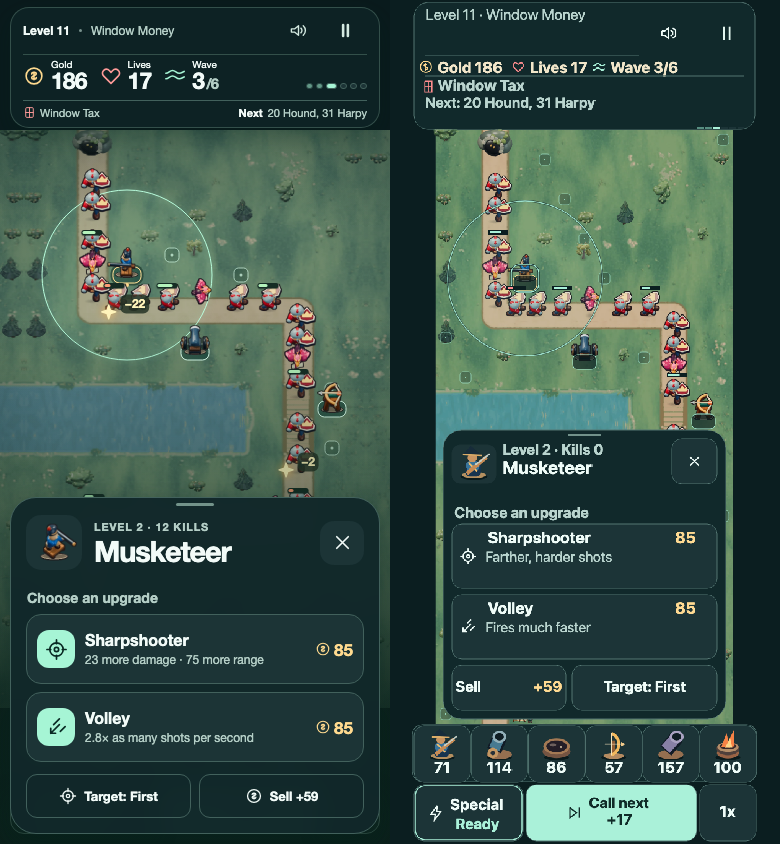 Level 11 · Window Money
Gold 186
Lives 17
Wave 3/6
Window Tax
Next 20 Hound, 31 Harpy
-22
-2
LEVEL 2 · 12 KILLS
Musketeer
Choose an upgrade
Sharpshooter
23 more damage · 75 more range
85
Volley
2.8× as many shots per second
85
Target: First
Sell +59
Level 11 · Window Money
Gold 186 Lives 17 Wave 3/6
Window Tax
Next: 20 Hound, 31 Harpy
Level 2 · Kills 0
Musketeer
Choose an upgrade
Sharpshooter 85
Farther, harder shots
Volley 85
Fires much faster
Sell +59
Target: First
71 114 86 57 157 100
Special
Ready
Call next
+17
1x